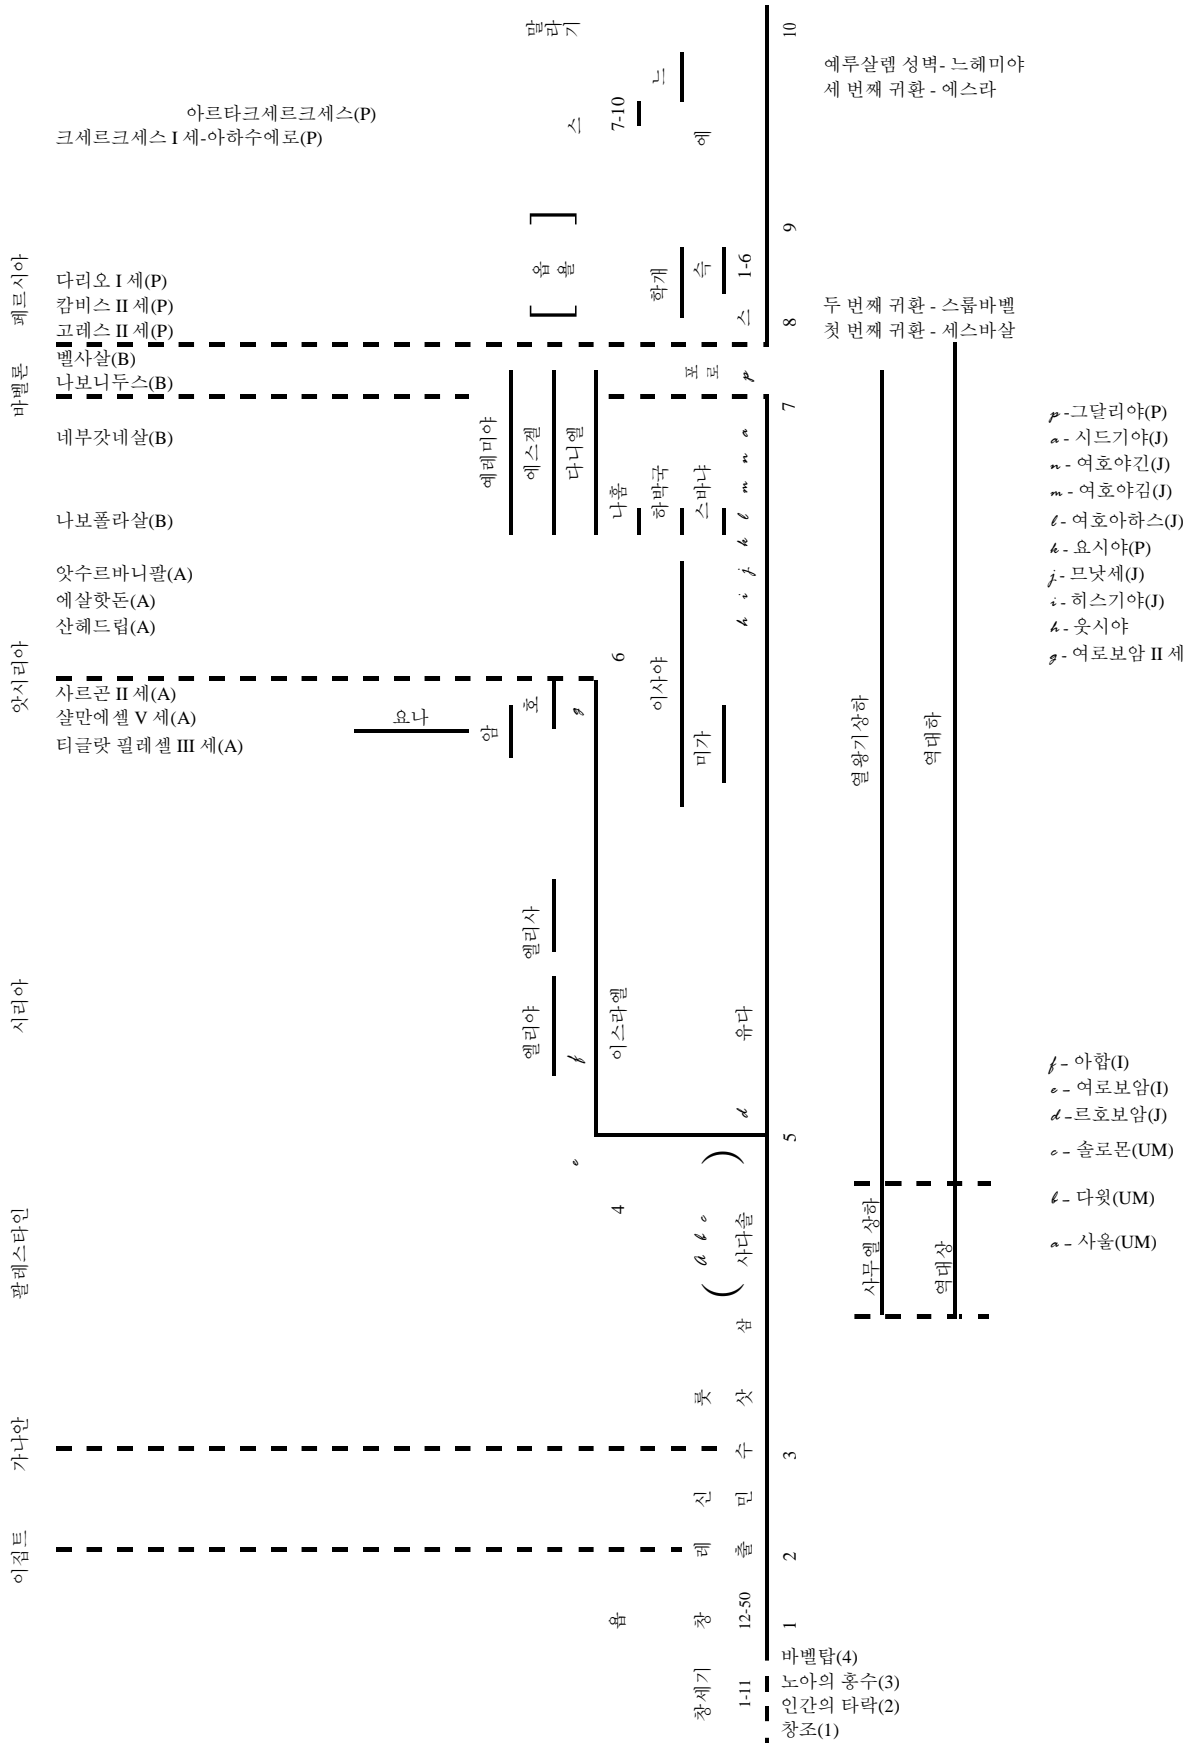 말라기
10
예루살렘 성벽- 느헤미야
세 번째 귀환 - 에스라
느
7-10
스
에
아르타크세르크세스(P)
크세르크세스 I 세-아하수에로(P)
9
[ 욥 욜 ]
학개
슥
1-6
스
8
페르시아
다리오 I 세(P)
캄비스 II 세(P)
고레스 II 세(P)
두 번째 귀환 - 스룹바벨
첫 번째 귀환 - 세스바살
바벨론
벨사살(B)
나보니두스(B)
포로
p
7
네부갓네살(B)
나보폴라살(B)
예레미야
에스겔
다니엘
나훔
하박국
스바냐
h i j k l m n o
p -그달리야(P)
o - 시드기야(J)
n - 여호야긴(J)
m - 여호야김(J)
l - 여호아하스(J)
k - 요시야(P)
j - 므낫세(J)
i - 히스기야(J)
h - 웃시야
g - 여로보암 II 세
앗수르바니팔(A)
에살핫돈(A)
산헤드립(A)
앗시리아
사르곤 II 세(A)
샬만에셀 V 세(A)
티글랏 필레셀 III 세(A)
요나
암
호
g
6
이사야
미가
열왕기상하
역대하
시리아
엘리사
엘리야
f
이스라엘
유다
d
e
5
f – 아합(I)
e – 여로보암(I)
d –르호보암(J)
c – 솔로몬(UM)
b – 다윗(UM)
a – 사울(UM)
팔레스타인
4
( a b c )
사다솔
사무엘 상하
역대상
삼
룻
삿
가나안
수
3
신
민
이집트
레
출
2
욥
창
12-50
1
창세기
1-11
바벨탑(4)
노아의 홍수(3)
인간의 타락(2)
창조(1)